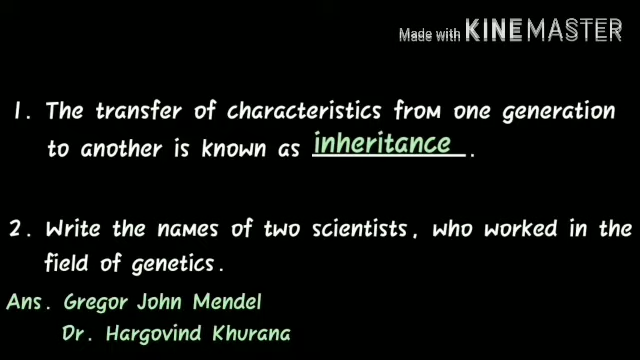 Made with KINEMASTER
1. The transfer of characteristics from one generation
to another is known as inheritance.
2. Write the names of two scientists, who worked in the
field of genetics.
Ans. Gregor John Mendel
Dr. Hargovind Khurana